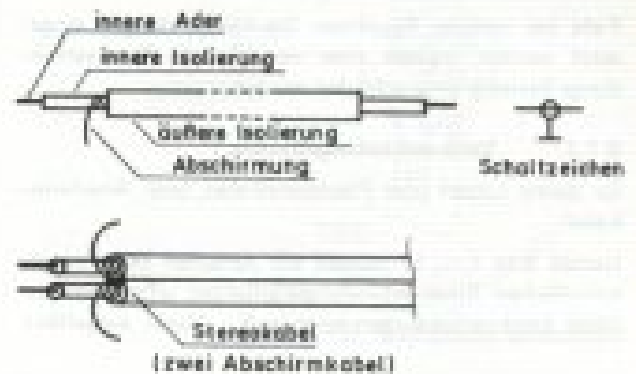 innere Ader
innere Isolierung
äußere Isolierung
Abschirmung
Schaltzeichen
Stereokabel
(zwei Abschirmkabel)